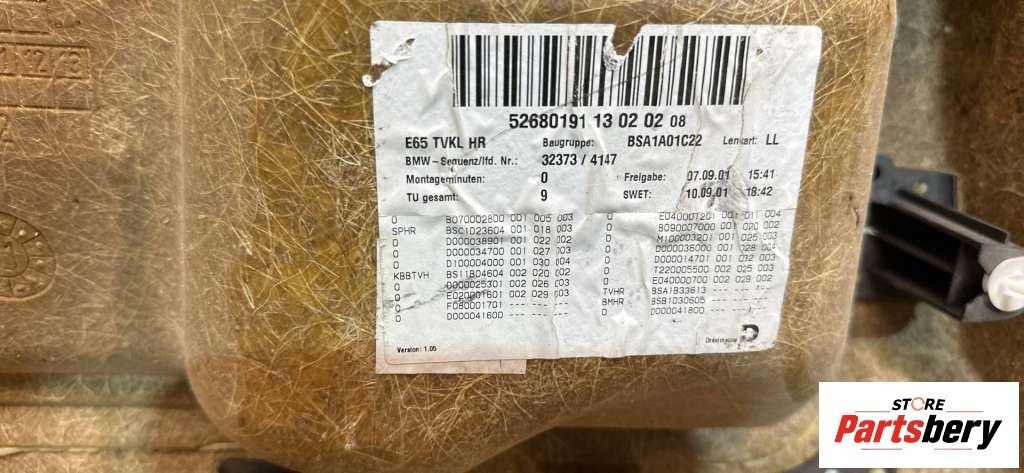 52680191 13 02 02 08
E65 TVKL HR Baugruppe: BSA1A01C22 Lenkart: LL
BMW-Sequenz/lfd. Nr.: 32373 / 4147
Montageminuten: 0 Freigabe: 07.09.01 15:41
TU gesamt: 9 SWET: 10.09.01 18:42
0 B070002800 001 005 003 0 E040001201 001 011 004
SPHR BSC1D23604 001 018 003 0 B090007000 001 020 002
0 D000038901 001 022 002 0 M100003201 001 026 003
0 D000034700 001 027 003 0 D000036000 001 028 004
0 D100004000 001 030 004 0 D000014701 001 032 003
KBBTVH BS11B04604 002 020 002 0 T220005500 002 025 003
0 D000025301 002 026 003 0 E040000700 002 029 002
0 E020001601 002 029 003 TVHR BSA1B33613 --- --- ---
0 F080001701 --- --- --- BMHR BSB1D30605 --- --- ---
0 D000041600 --- --- --- 0 D000041800 --- --- ---
Version: 1.05
STORE
Partsbery